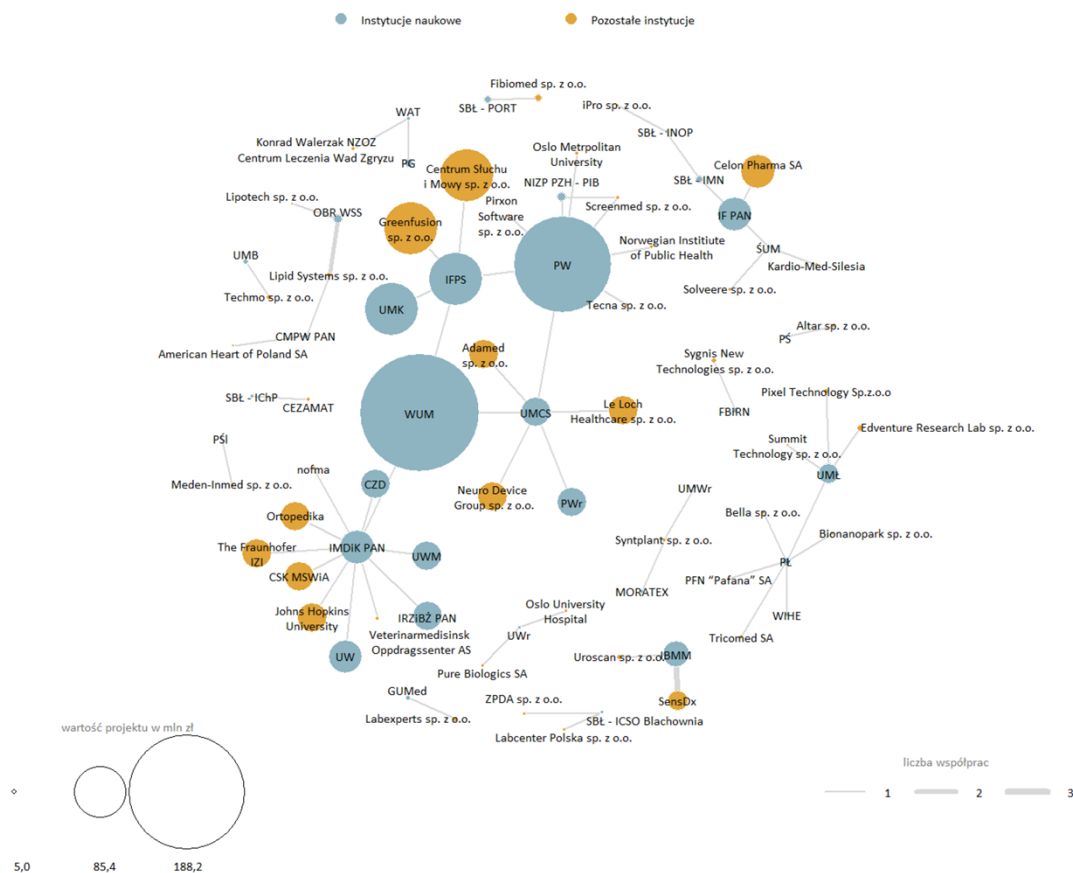 Instytucje naukowe
Pozostałe instytucje
Fibiomed sp. z o.o.
SBŁ - PORT
iPro sp. z o.o.
WAT
SBŁ - INOP
Konrad Walerzak NZOZ
Centrum Leczenia Wad Zgryzu
PG
Oslo Metrpolitan
University
Centrum Słuchu
i Mowy sp. z o.o.
Celon Pharma SA
NIZP PZH - PIB
SBŁ - IMN
Lipotech sp. z o.o.
Pirxon
Software
sp. z o.o.
Screenmed sp. z o.o.
OBR WSS
Greenfusion
sp. z o.o.
IF PAN
Norwegian Institiute
of Public Health
ŚUM
UMB
PW
Kardio-Med-Silesia
Lipid Systems sp. z o.o.
IFPS
Solveere sp. z o.o.
Techmo sp. z o.o.
Tecna sp. z o.o.
UMK
Altar sp. z o.o.
CMPW PAN
PŚ
American Heart of Poland SA
Adamed
sp. z o.o.
Sygnis New
Technologies sp. z o.o.
Pixel Technology Sp.z.o.o
SBŁ - IChP
CEZAMAT
WUM
UMCS
Le Loch
Healthcare sp. z o.o.
FBIRN
Edventure Research Lab sp. z o.o.
PŚl
Summit
Technology sp. z o.o.
nofma
UMŁ
Meden-Inmed sp. z o.o.
CZD
Neuro Device
Group sp. z o.o.
PWr
UMWr
Ortopedika
Bella sp. z o.o.
Bionanopark sp. z o.o.
The Fraunhofer
IZI
IMDiK PAN
UWM
Syntplant sp. z o.o.
PŁ
CSK MSWiA
PFN "Pafana" SA
MORATEX
Johns Hopkins
University
IRZIBŻ PAN
Oslo University
Hospital
WIHE
Veterinarmedisinsk
Oppdragssenter AS
UWr
Tricomed SA
UW
Uroscan sp. z o.o.
IBMM
Pure Biologics SA
GUMed
ZPDA sp. z o.o.
SensDx
Labexperts sp. z o.o.
SBŁ - ICSO Blachownia
Labcenter Polska sp. z o.o.
wartość projektu w mln zł
liczba współprac
1
2
3
5,0
85,4
188,2